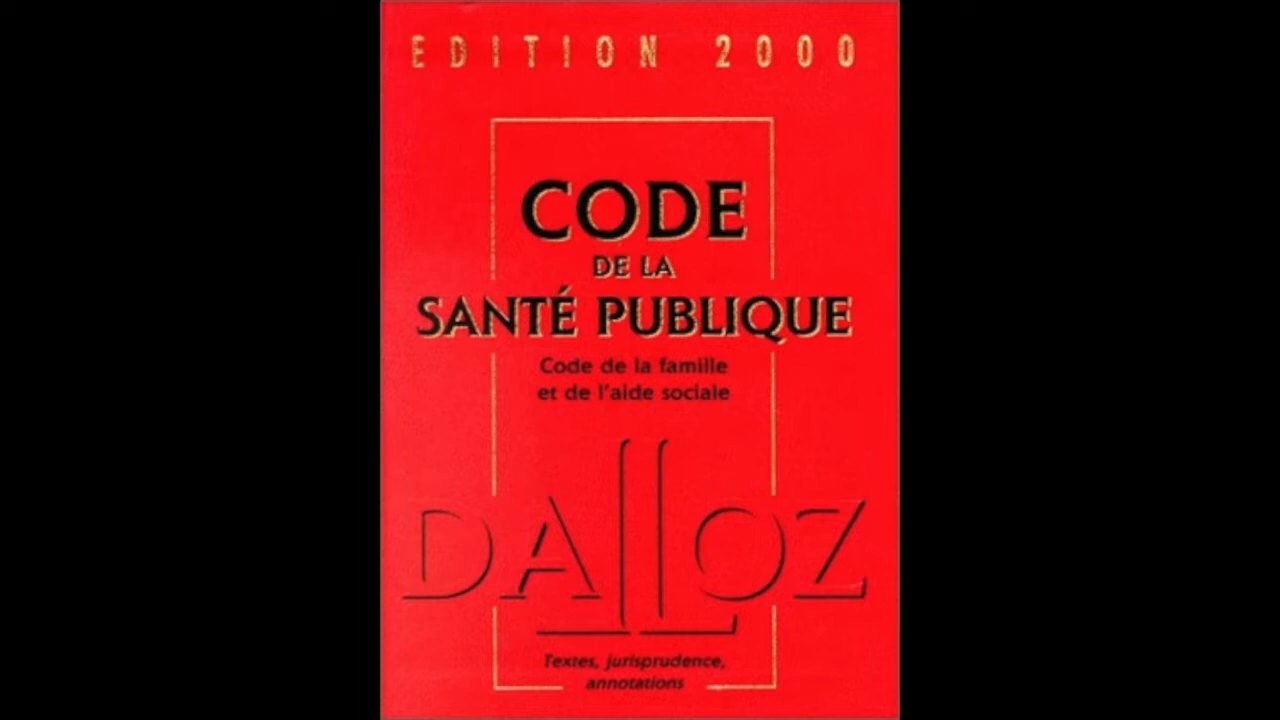 EDITION 2000
CODE
DE LA
SANTÉ PUBLIQUE
Code de la famille
et de l'aide sociale
DALLOZ
Textes, jurisprudence,
annotations